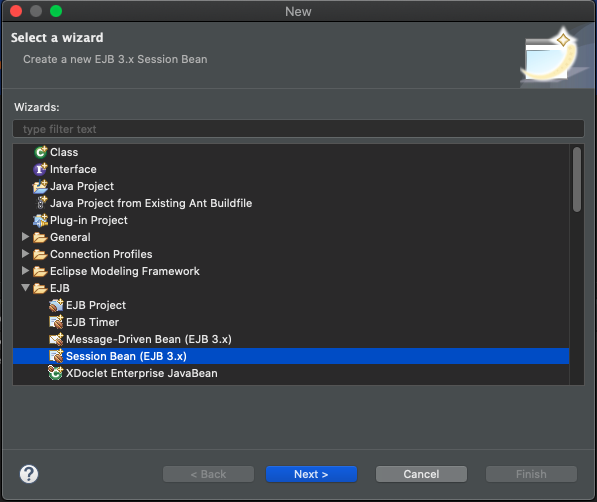 New
Select a wizard
Create a new EJB 3.x Session Bean
Wizards:
type filter text
Class
Interface
Java Project
Java Project from Existing Ant Buildfile
Plug-in Project
General
Connection Profiles
Eclipse Modeling Framework
EJB
EJB Project
EJB Timer
Message-Driven Bean (EJB 3.x)
Session Bean (EJB 3.x)
XDoclet Enterprise JavaBean
? < Back Next > Cancel Finish